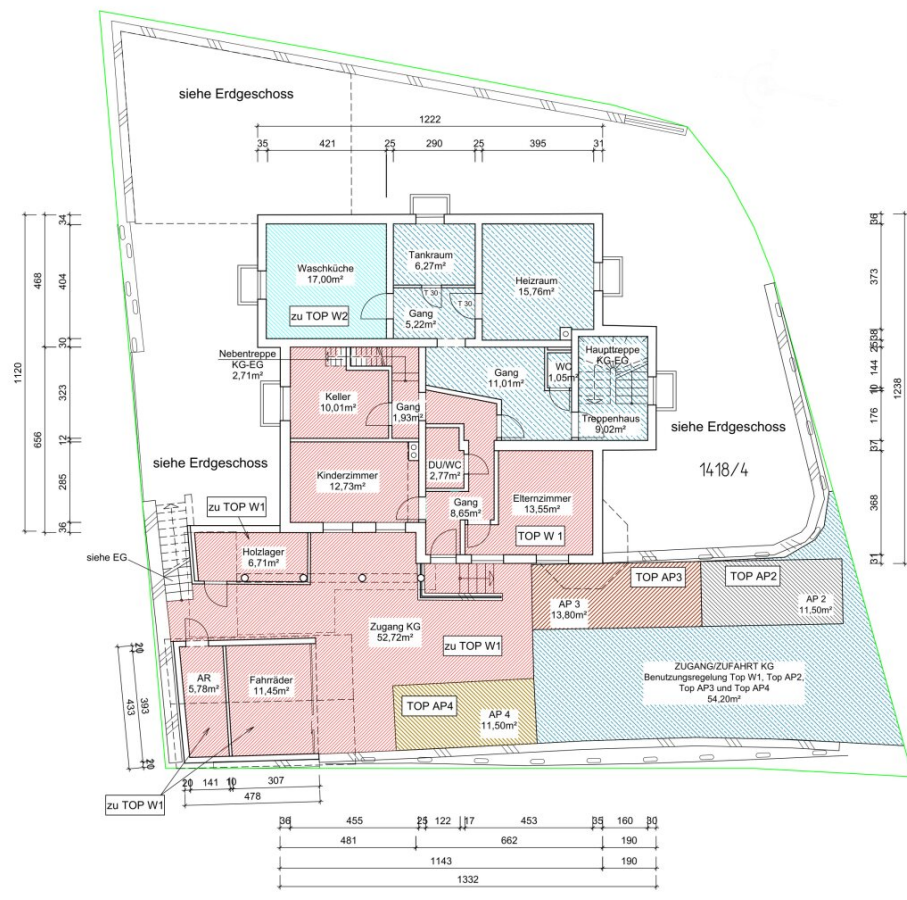 siehe Erdgeschoss
1222
35 421 25 290 25 395 31
34
468 404
1120
30
323
12
656 285
36
36
373
38
25
144
10
1238
176
37
368
31
Waschküche
17,00m²
zu TOP W2
Tankraum
6,27m²
T 30
T 30
Gang
5,22m²
Heizraum
15,76m²
Nebentreppe
KG-EG
2,71m²
Keller
10,01m²
Gang
1,93m²
Gang
11,01m²
WC
1,05m²
Haupttreppe
KG-EG
Treppenhaus
9,02m²
siehe Erdgeschoss
1418/4
siehe Erdgeschoss
Kinderzimmer
12,73m²
DU/WC
2,77m²
Gang
8,65m²
Elternzimmer
13,55m²
TOP W 1
zu TOP W1
siehe EG
Holzlager
6,71m²
Zugang KG
52,72m²
zu TOP W1
TOP AP3
AP 3
13,80m²
TOP AP2
AP 2
11,50m²
ZUGANG/ZUFAHRT KG
Benutzungsregelung Top W1, Top AP2,
Top AP3 und Top AP4
54,20m²
AR
5,78m²
Fahrräder
11,45m²
TOP AP4
AP 4
11,50m²
20
433 393
20
20 141 10 307
478
zu TOP W1
36 455 25 122 17 453 35 160 30
481 662 190
1143 190
1332